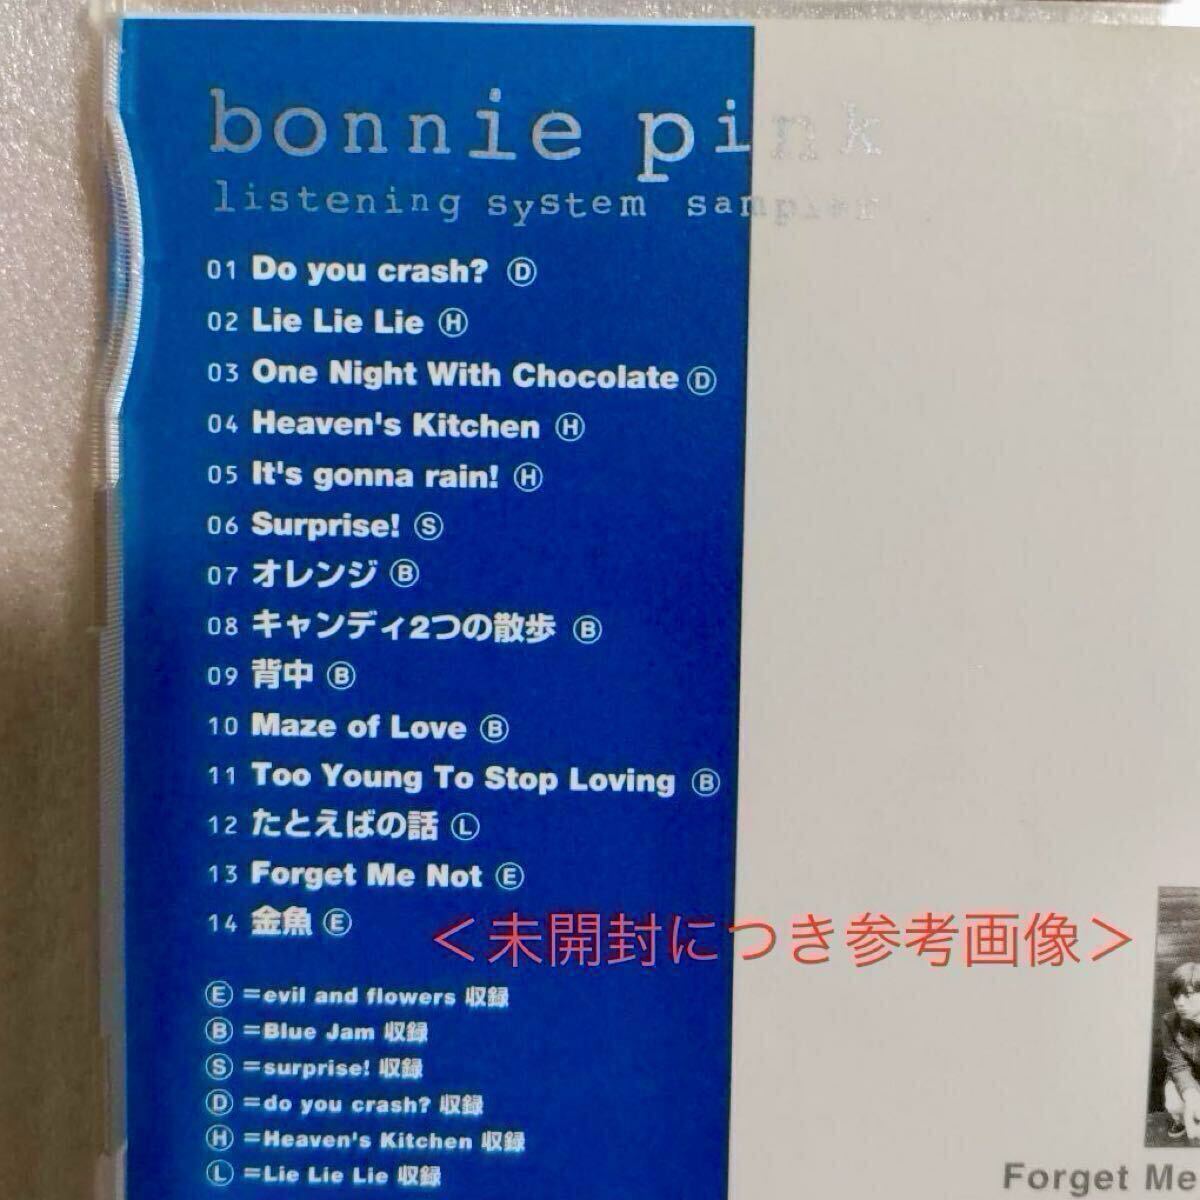 bonnie pink
listening system sampler
01 Do you crash? Ⓓ
02 Lie Lie Lie Ⓗ
03 One Night With Chocolate Ⓓ
04 Heaven's Kitchen Ⓗ
05 It's gonna rain! Ⓗ
06 Surprise! Ⓢ
07 オレンジ Ⓑ
08 キャンディ2つの散歩 Ⓑ
09 背中 Ⓑ
10 Maze of Love Ⓑ
11 Too Young To Stop Loving Ⓑ
12 たとえばの話 Ⓛ
13 Forget Me Not Ⓔ
14 金魚 Ⓔ
＜未開封につき参考画像＞
Ⓔ =evil and flowers 収録
Ⓑ =Blue Jam 収録
Ⓢ =surprise! 収録
Ⓓ =do you crash? 収録
Ⓗ =Heaven's Kitchen 収録
Ⓛ =Lie Lie Lie 収録
Forget Me